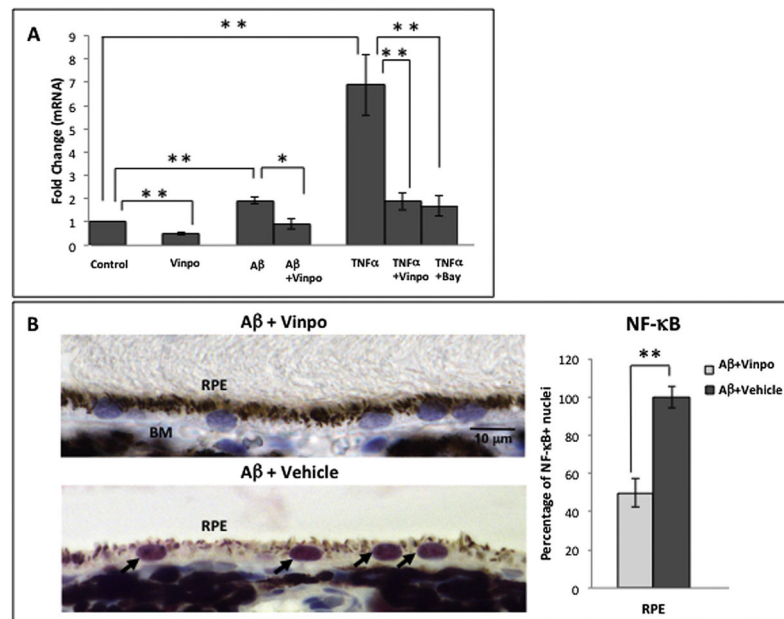 A
Fold Change (mRNA)
9
8
7
6
5
4
3
2
1
0
**
**
**
**
*
**
Control
Vinpo
Aβ
Aβ
+Vinpo
TNFα
TNFα
+Vinpo
TNFα
+Bay
B
Aβ + Vinpo
RPE
BM
10 μm
Aβ + Vehicle
RPE
NF-κB
Percentage of NF-κB+ nuclei
120
100
80
60
40
20
0
**
Aβ+Vinpo
Aβ+Vehicle
RPE